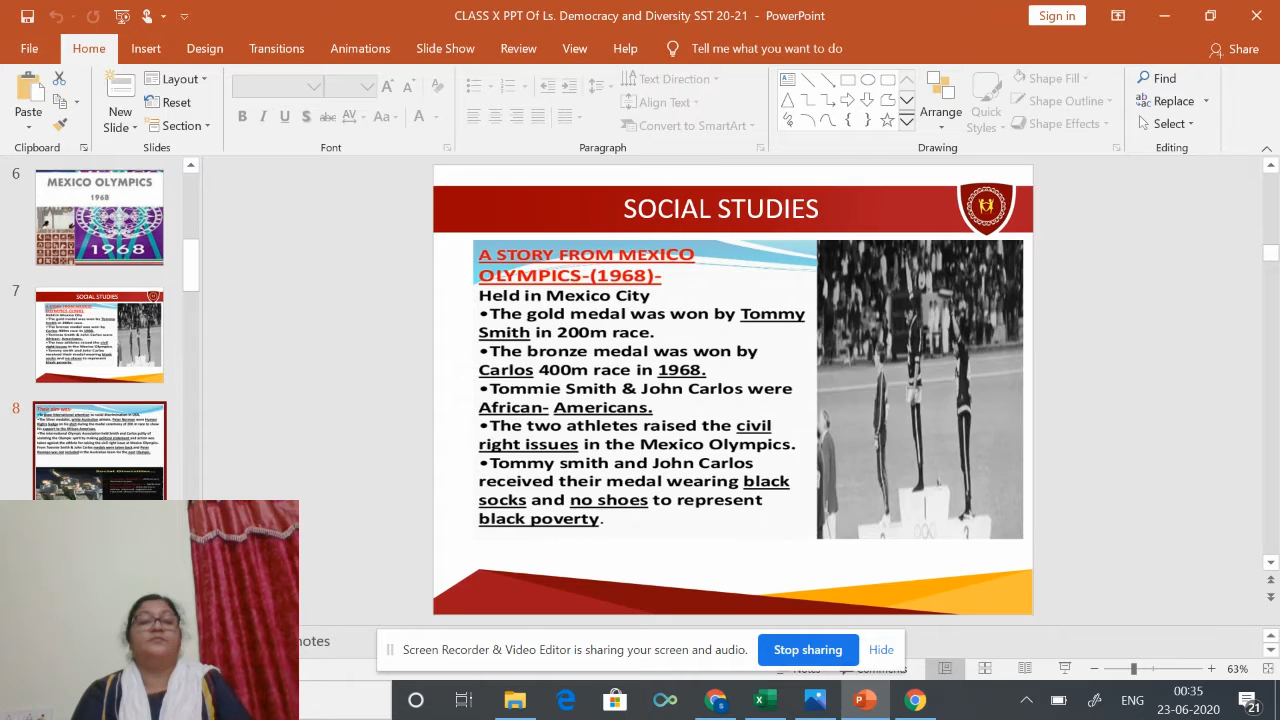 CLASS X PPT Of Ls. Democracy and Diversity SST 20-21 - PowerPoint
Sign in
File Home Insert Design Transitions Animations Slide Show Review View Help Tell me what you want to do Share
Paste
Clipboard
New Slide
Layout
Reset
Section
Slides
B I U S abc AV Aa A
Font
Text Direction
Align Text
Convert to SmartArt
Paragraph
Arrange
Quick Styles
Shape Fill
Shape Outline
Shape Effects
Drawing
Find
Replace
Select
Editing
6
MEXICO OLYMPICS
1968
1968
7
SOCIAL STUDIES
8
Their aim was-
SOCIAL STUDIES
A STORY FROM MEXICO
OLYMPICS-(1968)-
Held in Mexico City
•The gold medal was won by Tommy
Smith in 200m race.
•The bronze medal was won by
Carlos 400m race in 1968.
•Tommie Smith & John Carlos were
African- Americans.
•The two athletes raised the civil
right issues in the Mexico Olympics.
•Tommy smith and John Carlos
received their medal wearing black
socks and no shoes to represent
black poverty.
notes
Screen Recorder & Video Editor is sharing your screen and audio.
Stop sharing
Hide
63%
ENG
00:35
23-06-2020
21